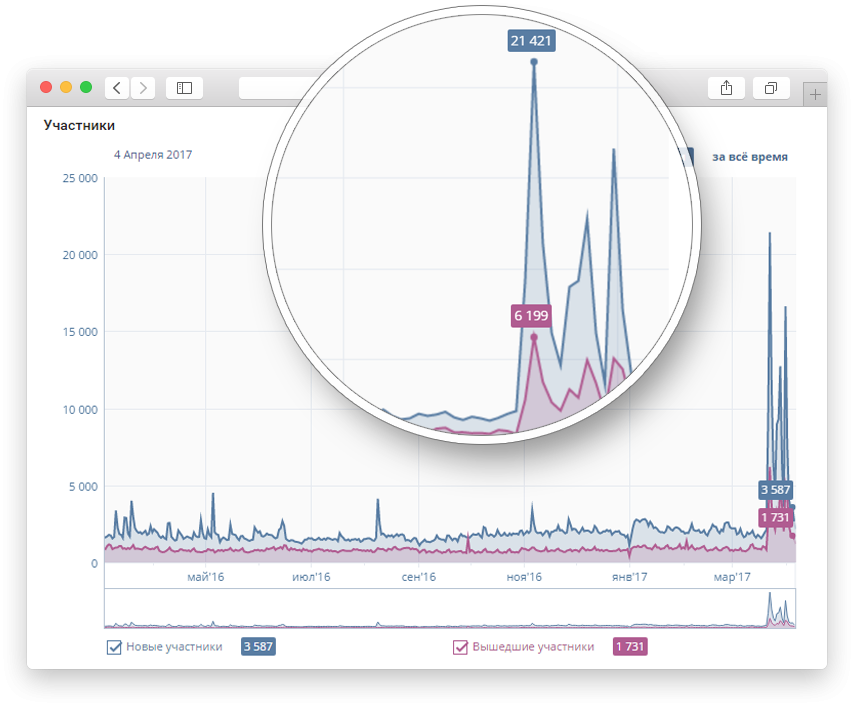 21 421
Участники
4 Апреля 2017
за всё время
25 000
20 000
6 199
15 000
10 000
5 000
3 587
1 731
0
май'16 июл'16 сен'16 ноя'16 янв'17 мар'17
Новые участники 3 587 Вышедшие участники 1 731